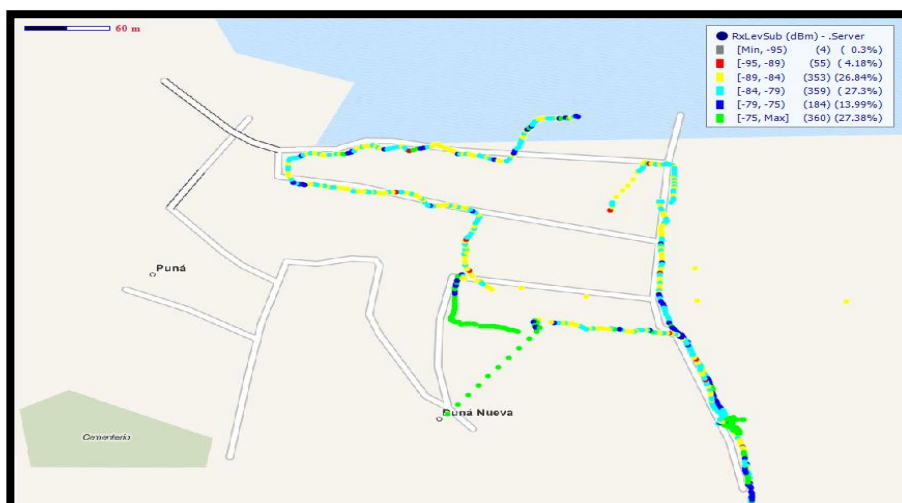 60 m
RxLevSub (dBm) - .Server
[Min, -95) (4) ( 0.3%)
[-95, -89) (55) ( 4.18%)
[-89, -84) (353) (26.84%)
[-84, -79) (359) ( 27.3%)
[-79, -75) (184) (13.99%)
[-75, Max] (360) (27.38%)
Puná
Puná Nueva
Cementerio